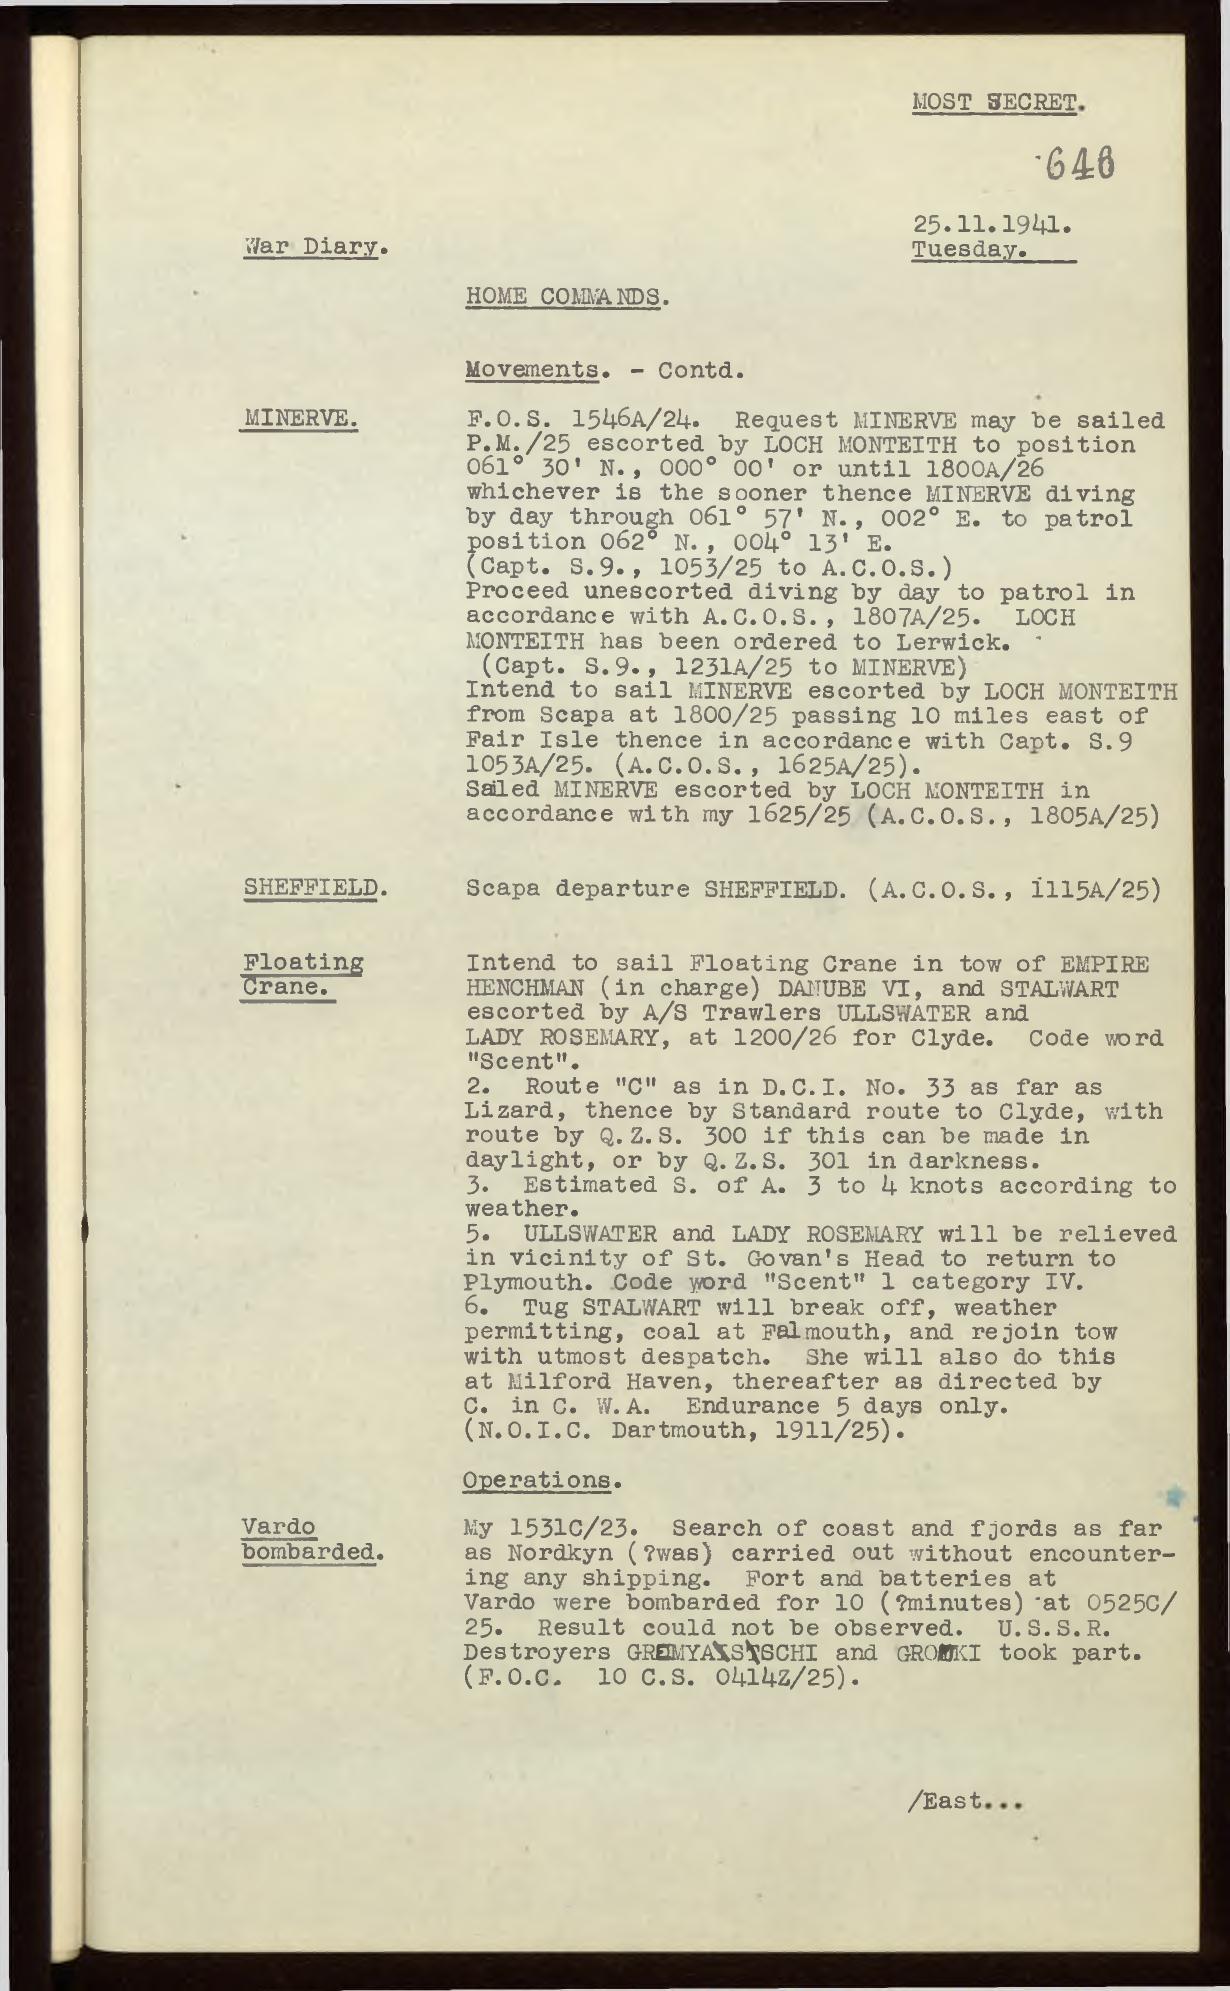 MOST SECRET.
646
25.11.1941.
War Diary.
Tuesday.
HOME COMMANDS.
Movements. - Contd.
MINERVE.
F.O.S. 1546A/24. Request MINERVE may be sailed
P.M./25 escorted by LOCH MONTEITH to position
061° 30' N., 000° 00' or until 1800A/26
whichever is the sooner thence MINERVE diving
by day through 061° 57' N., 002° E. to patrol
position 062° N., 004° 13' E.
(Capt. S.9., 1053/25 to A.C.O.S.)
Proceed unescorted diving by day to patrol in
accordance with A.C.O.S., 1807A/25. LOCH
MONTEITH has been ordered to Lerwick.
(Capt. S.9., 1231A/25 to MINERVE)
Intend to sail MINERVE escorted by LOCH MONTEITH
from Scapa at 1800/25 passing 10 miles east of
Fair Isle thence in accordance with Capt. S.9
1053A/25. (A.C.O.S., 1625A/25).
Sailed MINERVE escorted by LOCH MONTEITH in
accordance with my 1625/25 (A.C.O.S., 1805A/25)
SHEFFIELD.
Scapa departure SHEFFIELD. (A.C.O.S., 1115A/25)
Floating
Crane.
Intend to sail Floating Crane in tow of EMPIRE
HENCHMAN (in charge) DANUBE VI, and STALWART
escorted by A/S Trawlers ULLSWATER and
LADY ROSEMARY, at 1200/26 for Clyde. Code word
"Scent".
2. Route "C" as in D.C.I. No. 33 as far as
Lizard, thence by Standard route to Clyde, with
route by Q.Z.S. 300 if this can be made in
daylight, or by Q.Z.S. 301 in darkness.
3. Estimated S. of A. 3 to 4 knots according to
weather.
5. ULLSWATER and LADY ROSEMARY will be relieved
in vicinity of St. Govan's Head to return to
Plymouth. Code word "Scent" 1 category IV.
6. Tug STALWART will break off, weather
permitting, coal at Falmouth, and rejoin tow
with utmost despatch. She will also do this
at Milford Haven, thereafter as directed by
C. in C. W.A. Endurance 5 days only.
(N.O.I.C. Dartmouth, 1911/25).
Operations.
Vardo
bombarded.
My 1531C/23. Search of coast and fjords as far
as Nordkyn (?was) carried out without encounter-
ing any shipping. Fort and batteries at
Vardo were bombarded for 10 (?minutes) at 0525C/
25. Result could not be observed. U.S.S.R.
Destroyers and took part.
(F.O.C. 10 C.S. 0414Z/25).
/East...